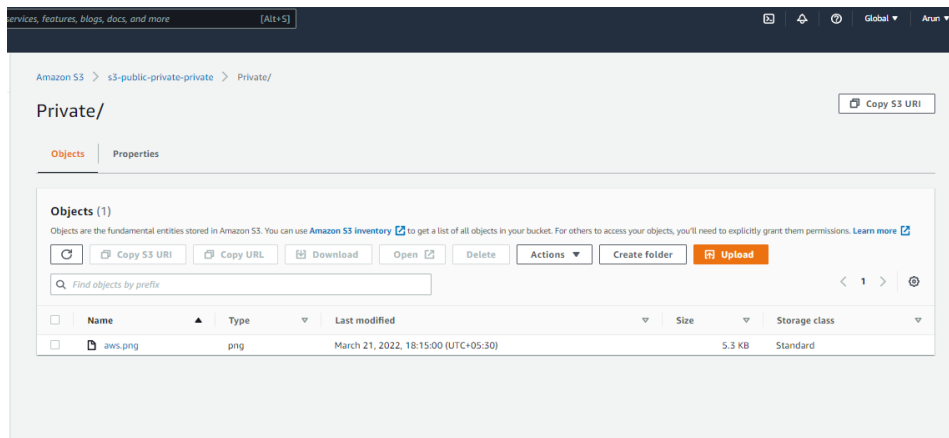 services, features, blogs, docs, and more [Alt+S] Global Arun
Amazon S3 > s3-public-private-private > Private/
Private/
Copy S3 URI
Objects Properties
Objects (1)
Objects are the fundamental entities stored in Amazon S3. You can use Amazon S3 inventory to get a list of all objects in your bucket. For others to access your objects, you'll need to explicitly grant them permissions. Learn more
Copy S3 URI Copy URL Download Open Delete Actions Create folder Upload
Find objects by prefix
< 1 >
Name Type Last modified Size Storage class
aws.png png March 21, 2022, 18:15:00 (UTC+05:30) 5.3 KB Standard